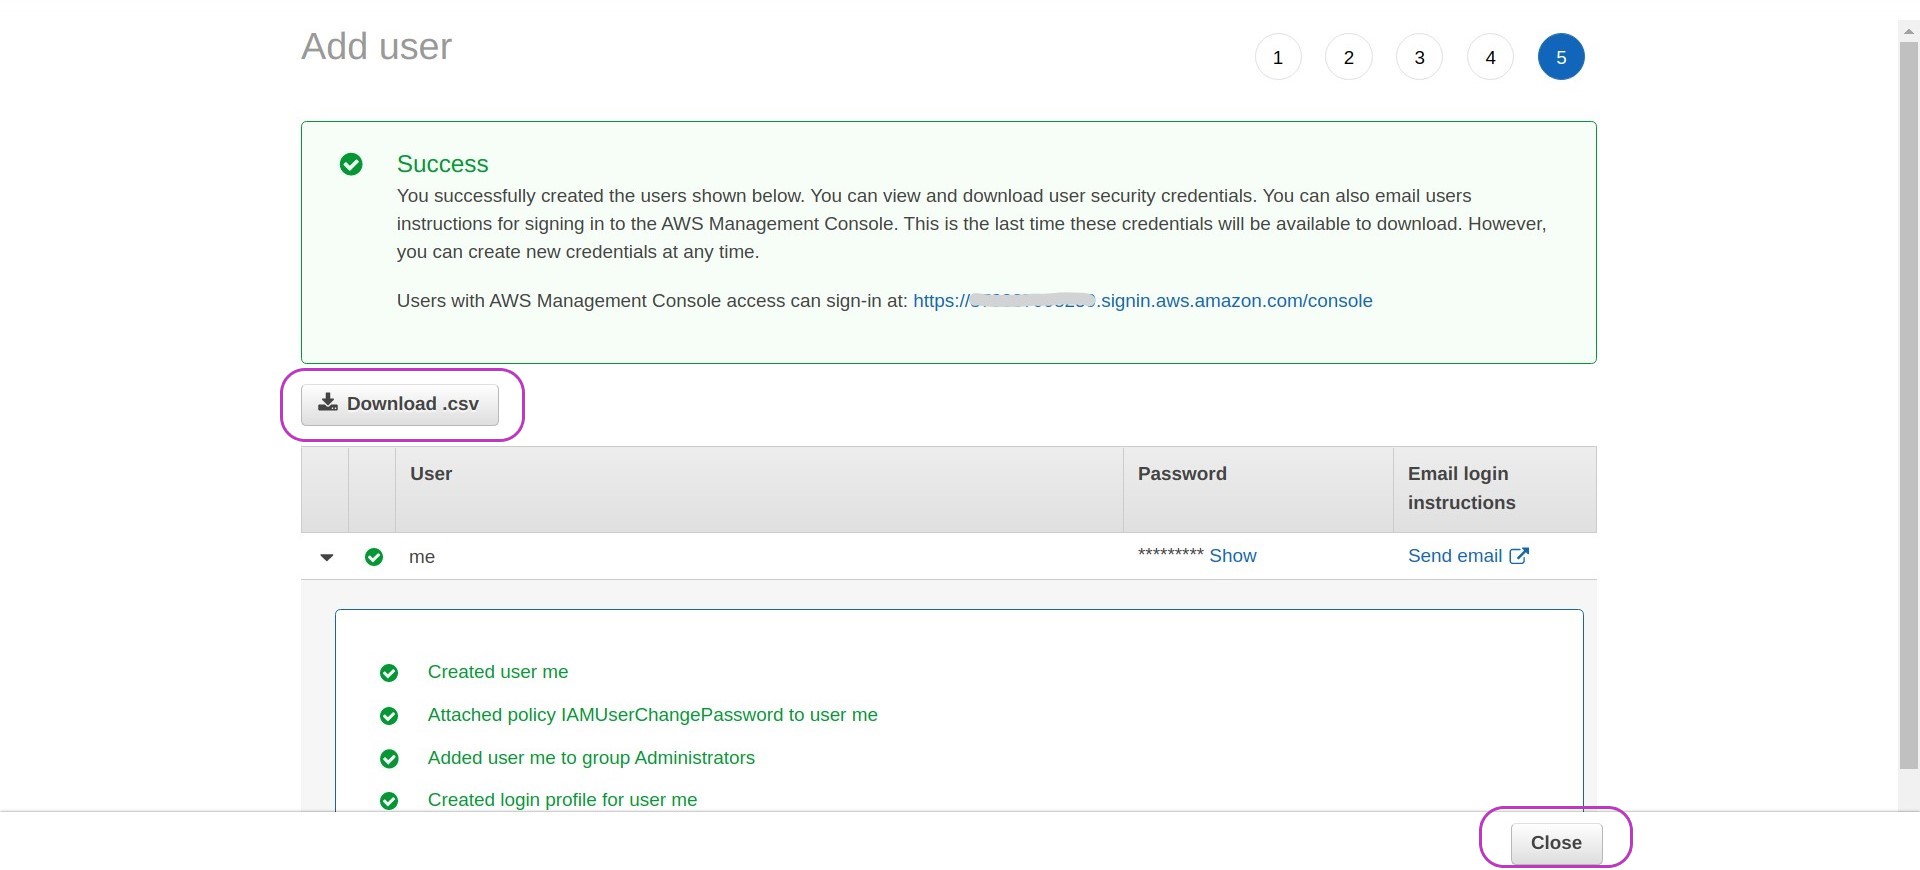 Add user
1 2 3 4 5
Success
You successfully created the users shown below. You can view and download user security credentials. You can also email users
instructions for signing in to the AWS Management Console. This is the last time these credentials will be available to download. However,
you can create new credentials at any time.
Users with AWS Management Console access can sign-in at: https:// .signin.aws.amazon.com/console
Download .csv
User Password Email login
instructions
me ********* Show Send email
Created user me
Attached policy IAMUserChangePassword to user me
Added user me to group Administrators
Created login profile for user me
Close